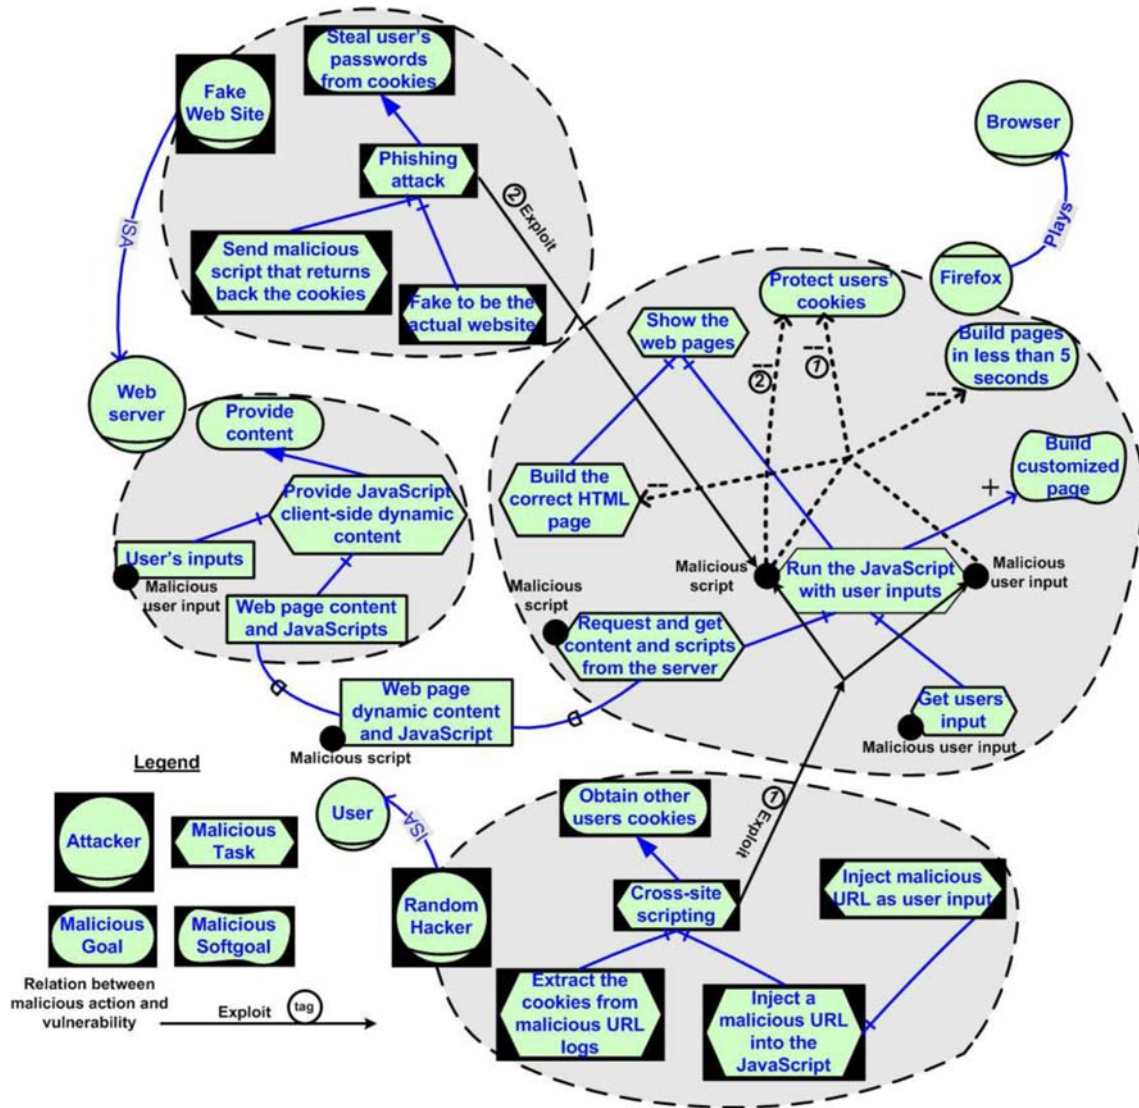 Steal user's
passwords
from cookies
Fake
Web Site
Phishing
attack
② Exploit
ISA
Send malicious
script that returns
back the cookies
Fake to be the
actual website
Browser
Plays
Firefox
Protect users'
cookies
Show the
web pages
Build pages
in less than 5
seconds
--
②
--
①
--
Web
server
Provide
content
Build
customized
page
+
Build the
correct HTML
page
--
Provide JavaScript
client-side dynamic
content
User's inputs
Malicious
user input
Web page content
and JavaScripts
Malicious
script
Run the JavaScript
with user inputs
Malicious
user input
Malicious
script
Request and get
content and scripts
from the server
D
Web page
dynamic content
and JavaScript
D
Malicious script
Get users
input
Malicious user input
Legend
Attacker
Malicious
Task
Malicious
Goal
Malicious
Softgoal
Relation between
malicious action and
vulnerability
Exploit
tag
User
ISA
Random
Hacker
Obtain other
users cookies
① Exploit
Cross-site
scripting
Inject malicious
URL as user input
Extract the
cookies from
malicious URL
logs
Inject a
malicious URL
into the
JavaScript